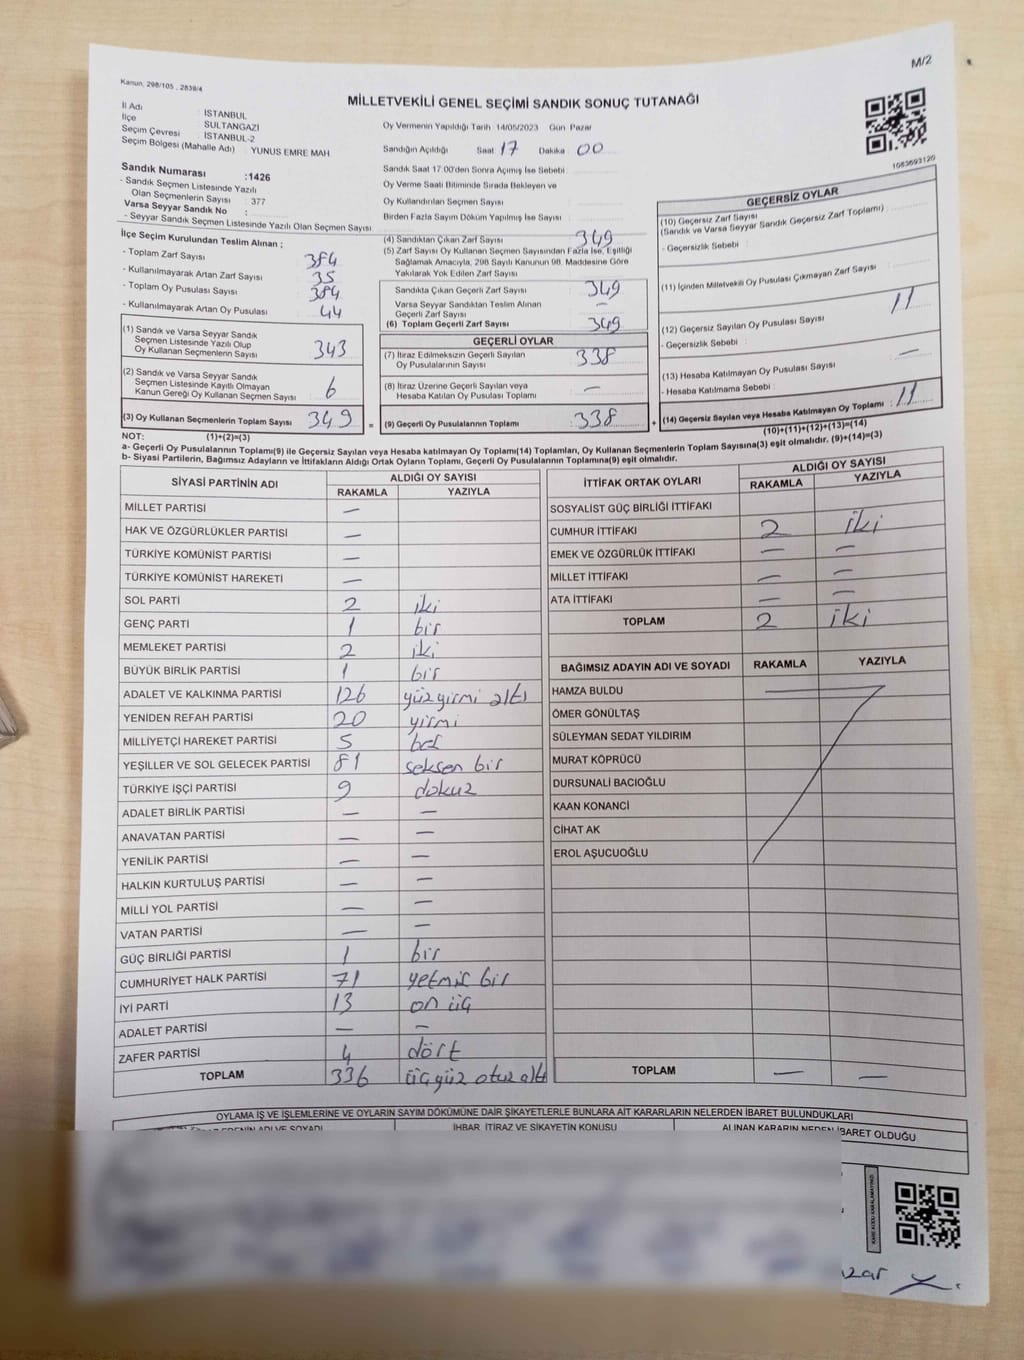 M/2
Kanun, 298/105 , 2839/4
MİLLETVEKİLİ GENEL SEÇİMİ SANDIK SONUÇ TUTANAĞI
İl Adı : İSTANBUL
İlçe : SULTANGAZİ
Seçim Çevresi : İSTANBUL-2
Seçim Bölgesi (Mahalle Adı) : YUNUS EMRE MAH
Sandık Numarası :1426
- Sandık Seçmen Listesinde Yazılı
Olan Seçmenlerin Sayısı : 377
Varsa Seyyar Sandık No :
- Seyyar Sandık Seçmen Listesinde Yazılı Olan Seçmen Sayısı
Oy Vermenin Yapıldığı Tarih 14/05/2023 Gün Pazar
Sandığın Açıldığı Saat 17 Dakika 00
Sandık Saat 17:00'den Sonra Açımış İse Sebebi
Oy Verme Saati Bitiminde Sırada Bekleyen ve
Oy Kullandırılan Seçmen Sayısı
Birden Fazla Sayım Döküm Yapılmış İse Sayısı
1083693120
İlçe Seçim Kurulundan Teslim Alınan ;
- Toplam Zarf Sayısı 384
- Kullanılmayarak Artan Zarf Sayısı 35
- Toplam Oy Pusulası Sayısı 384
- Kullanılmayarak Artan Oy Pusulası 44
(1) Sandık ve Varsa Seyyar Sandık
Seçmen Listesinde Yazılı Olup
Oy Kullanan Seçmenlerin Sayısı 343
(2) Sandık ve Varsa Seyyar Sandık
Seçmen Listesinde Kayıtlı Olmayan
Kanun Gereği Oy Kullanan Seçmen Sayısı : 6
(3) Oy Kullanan Seçmenlerin Toplam Sayısı 349 =
(4) Sandıktan Çıkan Zarf Sayısı 349
(5) Zarf Sayısı Oy Kullanan Seçmen Sayısından Fazla İse, Eşitliği
Sağlamak Amacıyla, 298 Sayılı Kanunun 98. Maddesine Göre
Yakılarak Yok Edilen Zarf Sayısı
Sandıkta Çıkan Geçerli Zarf Sayısı 349
Varsa Seyyar Sandıktan Teslim Alınan
Geçerli Zarf Sayısı —
(6) Toplam Geçerli Zarf Sayısı 349
GEÇERLİ OYLAR
(7) İtiraz Edilmeksizin Geçerli Sayılan
Oy Pusulalarının Sayısı 338
(8) İtiraz Üzerine Geçerli Sayılan veya
Hesaba Katılan Oy Pusulası Toplamı —
(9) Geçerli Oy Pusulalarının Toplamı 338 +
GEÇERSİZ OYLAR
(10) Geçersiz Zarf Sayısı
(Sandık ve Varsa Seyyar Sandık Geçersiz Zarf Toplamı) :
- Geçersizlik Sebebi :
(11) İçinden Milletvekili Oy Pusulası Çıkmayan Zarf Sayısı
(12) Geçersiz Sayılan Oy Pusulası Sayısı 11
- Geçersizlik Sebebi :
(13) Hesaba Katılmayan Oy Pusulası Sayısı —
- Hesaba Katılmama Sebebi :
(14) Geçersiz Sayılan veya Hesaba Katılmayan Oy Toplamı : 11
(10)+(11)+(12)+(13)=(14)
NOT: (1)+(2)=(3)
a- Geçerli Oy Pusulalarının Toplamı(9) ile Geçersiz Sayılan veya Hesaba Katılmayan Oy Toplamı(14) Toplamları, Oy Kullanan Seçmenlerin Toplam Sayısına(3) eşit olmalıdır. (9)+(14)=(3)
b- Siyasi Partilerin, Bağımsız Adayların ve İttifakların Aldığı Ortak Oyların Toplamı, Geçerli Oy Pusulalarının Toplamına(9) eşit olmalıdır.
SİYASİ PARTİNİN ADI ALDIĞI OY SAYISI
RAKAMLA YAZIYLA
MİLLET PARTİSİ —
HAK VE ÖZGÜRLÜKLER PARTİSİ —
TÜRKİYE KOMÜNİST PARTİSİ —
TÜRKİYE KOMÜNİST HAREKETİ —
SOL PARTİ 2 iki
GENÇ PARTİ 1 bir
MEMLEKET PARTİSİ 2 iki
BÜYÜK BİRLİK PARTİSİ 1 bir
ADALET VE KALKINMA PARTİSİ 126 yüzyirmi altı
YENİDEN REFAH PARTİSİ 20 yirmi
MİLLİYETÇİ HAREKET PARTİSİ 5 beş
YEŞİLLER VE SOL GELECEK PARTİSİ 81 seksen bir
TÜRKİYE İŞÇİ PARTİSİ 9 dokuz
ADALET BİRLİK PARTİSİ — —
ANAVATAN PARTİSİ — —
YENİLİK PARTİSİ — —
HALKIN KURTULUŞ PARTİSİ — —
MİLLİ YOL PARTİSİ — —
VATAN PARTİSİ — —
GÜÇ BİRLİĞİ PARTİSİ 1 bir
CUMHURİYET HALK PARTİSİ 71 yetmiş bir
İYİ PARTİ 13 on üç
ADALET PARTİSİ — —
ZAFER PARTİSİ 4 dört
TOPLAM 336 üçyüz otuz altı
İTTİFAK ORTAK OYLARI ALDIĞI OY SAYISI
RAKAMLA YAZIYLA
SOSYALİST GÜÇ BİRLİĞİ İTTİFAKI
CUMHUR İTTİFAKI 2 iki
EMEK VE ÖZGÜRLÜK İTTİFAKI — —
MİLLET İTTİFAKI — —
ATA İTTİFAKI — —
TOPLAM 2 iki
BAĞIMSIZ ADAYIN ADI VE SOYADI RAKAMLA YAZIYLA
HAMZA BULDU
ÖMER GÖNÜLTAŞ
SÜLEYMAN SEDAT YILDIRIM
MURAT KÖPRÜCÜ
DURSUNALİ BACIOĞLU
KAAN KONANCİ
CİHAT AK
EROL AŞUCUOĞLU
TOPLAM — —
OYLAMA İŞ VE İŞLEMLERİNE VE OYLARIN SAYIM DÖKÜMÜNE DAİR ŞİKAYETLERLE BUNLARA AİT KARARLARIN NELERDEN İBARET BULUNDUKLARI
ADI VE SOYADI İHBAR, İTİRAZ VE ŞİKAYETİN KONUSU ALINAN KARARIN NEDEN İBARET OLDUĞU